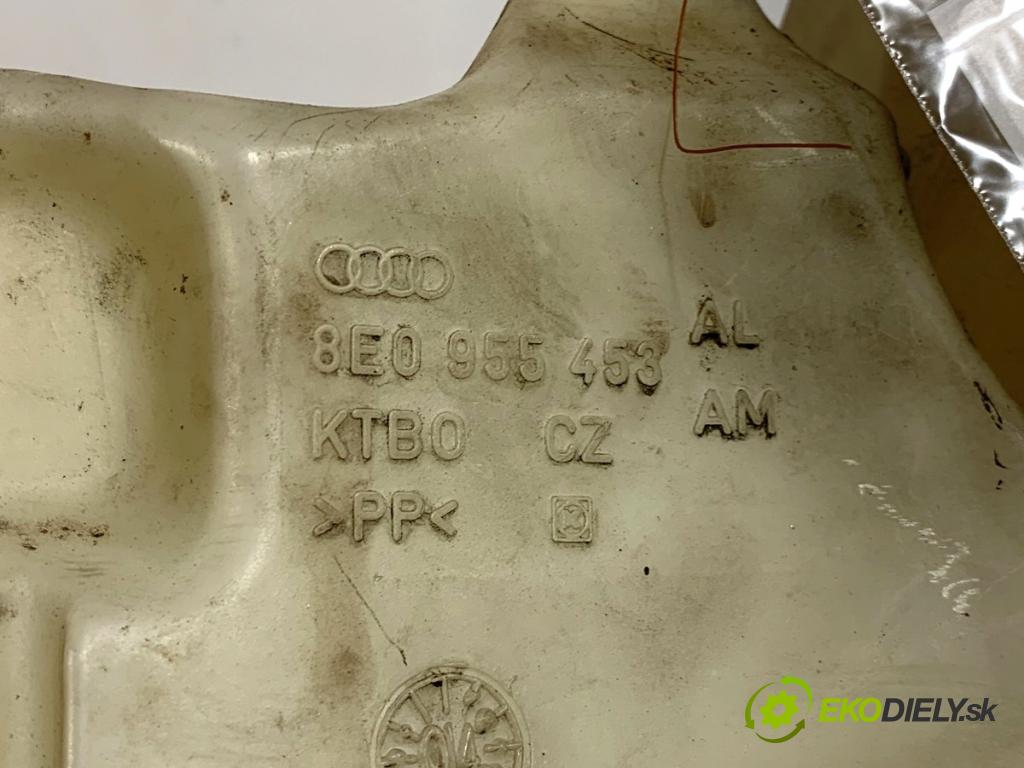 8E0 955 453 AL
KTBO CZ AM
>PP<
EKODIELY.sk